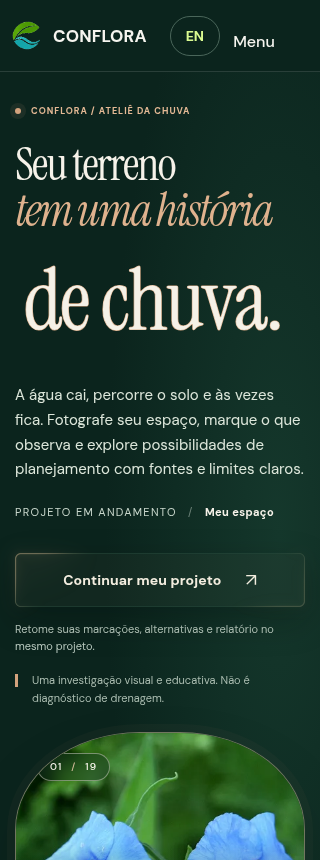 CONFLORA
EN
Menu
CONFLORA / ATELIÊ DA CHUVA
Seu terreno
tem uma história
de chuva.
A água cai, percorre o solo e às vezes
fica. Fotografe seu espaço, marque o que
observa e explore possibilidades de
planejamento com fontes e limites claros.
PROJETO EM ANDAMENTO / Meu espaço
Continuar meu projeto
Retome suas marcações, alternativas e relatório no
mesmo projeto.
Uma investigação visual e educativa. Não é
diagnóstico de drenagem.
01 / 19